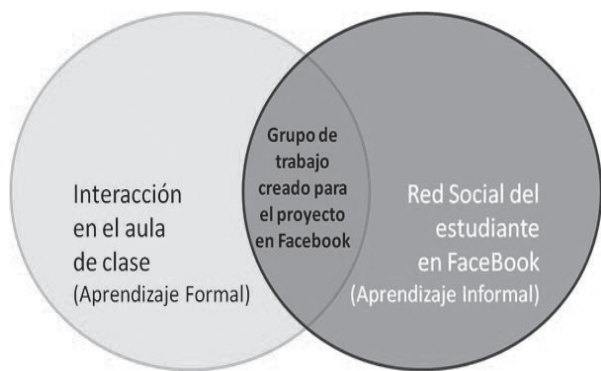 Interacción
en el aula
de clase
(Aprendizaje Formal)
Grupo de
trabajo
creado para
el proyecto
en Facebook
Red Social del
estudiante
en FaceBook
(Aprendizaje Informal)